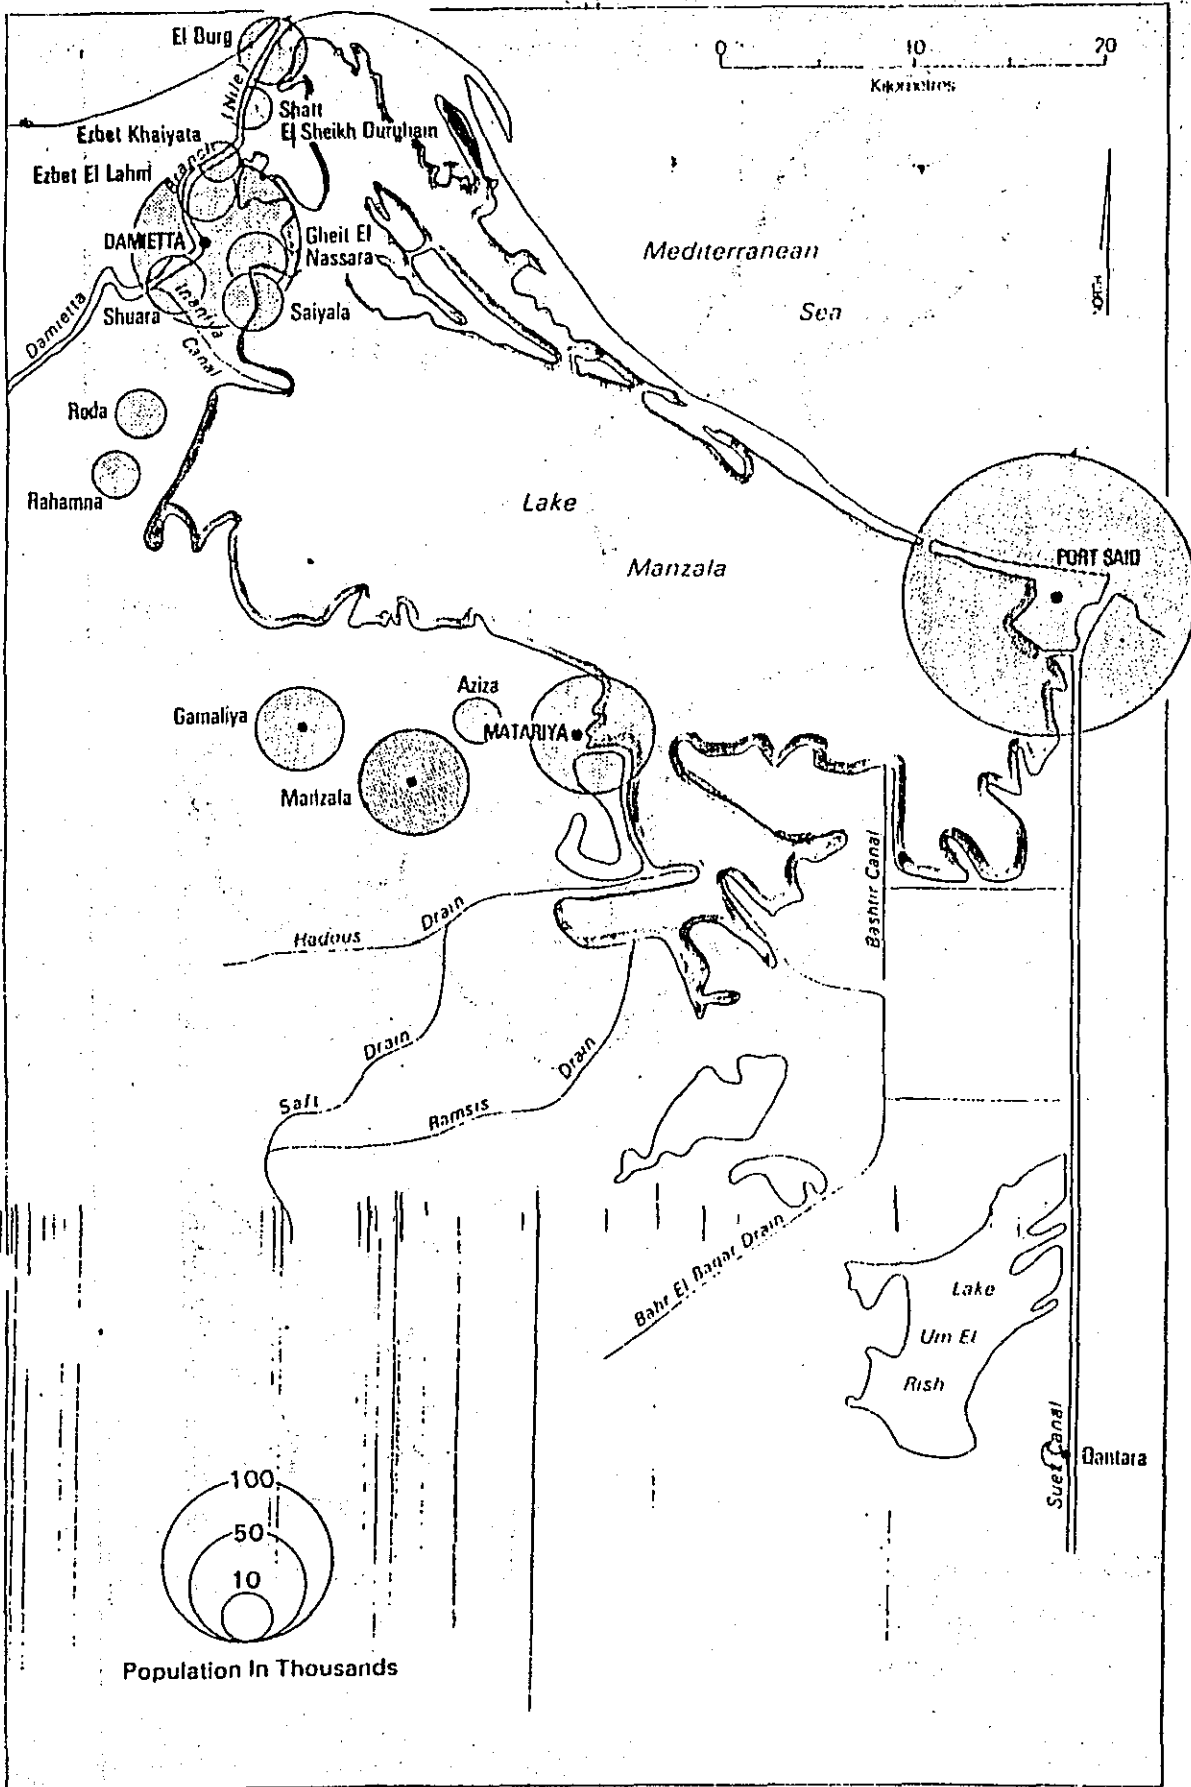 El Burg
0 10 20
Kilometres
(Nile)
Shatt
El Sheikh Durgham
Ezbet Khaiyata
Branch
Ezbet El Lahm
DAMIETTA
Gheit El
Nassara
Mediterranean
Sea
NORTH
Inaniya
Canal
Shuara
Saiyala
Damietta
Roda
Rahamna
Lake
Manzala
PORT SAID
Gamaliya
Aziza
MATARIYA
Manzala
Bashtir Canal
Hadous Drain
Saft Drain
Ramsis Drain
Bahr El Baqar Drain
Lake
Um El
Rish
Suez Canal
Qantara
100
50
10
Population In Thousands